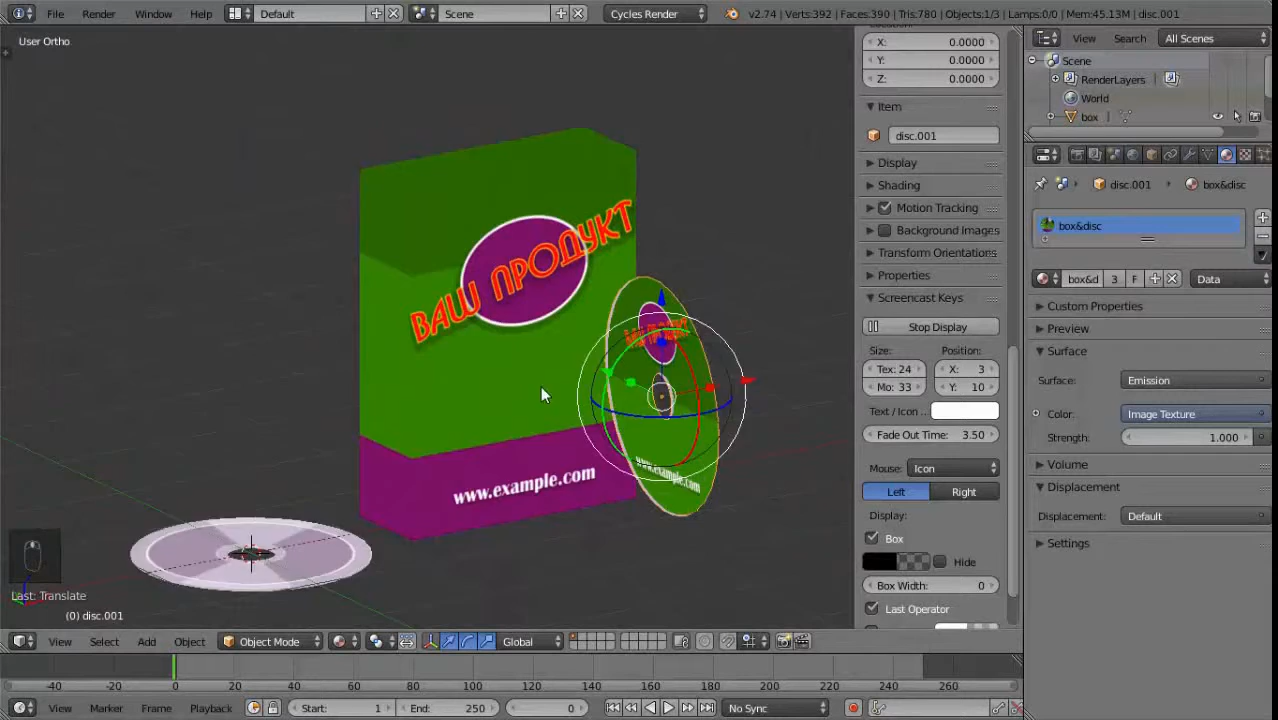 File Render Window Help Default Scene Cycles Render v2.74 | Verts:392 | Faces:390 | Tris:780 | Objects:1/3 | Lamps:0/0 | Mem:45.13M | disc.001
User Ortho
X: 0.0000
Y: 0.0000
Z: 0.0000
Item
disc.001
Display
Shading
Motion Tracking
Background Images
Transform Orientations
Properties
Screencast Keys
Stop Display
Size: Position:
Tex: 24 X: 3
Mo: 33 Y: 10
Text / Icon ..
Fade Out Time: 3.50
Mouse: Icon
Left Right
Display:
Box
Hide
Box Width: 0
Last Operator
View Search All Scenes
Scene
RenderLayers
World
box
disc.001 box&disc
box&disc
box&d 3 F Data
Custom Properties
Preview
Surface
Surface: Emission
Color: Image Texture
Strength: 1.000
Volume
Displacement
Displacement: Default
Settings
ВАШ ПРОДУКТ
www.example.com
www.example.com
Last: Translate
(0) disc.001
View Select Add Object Object Mode Global
-40 -20 0 20 40 60 80 100 120 140 160 180 200 220 240 260
View Marker Frame Playback Start: 1 End: 250 0 No Sync